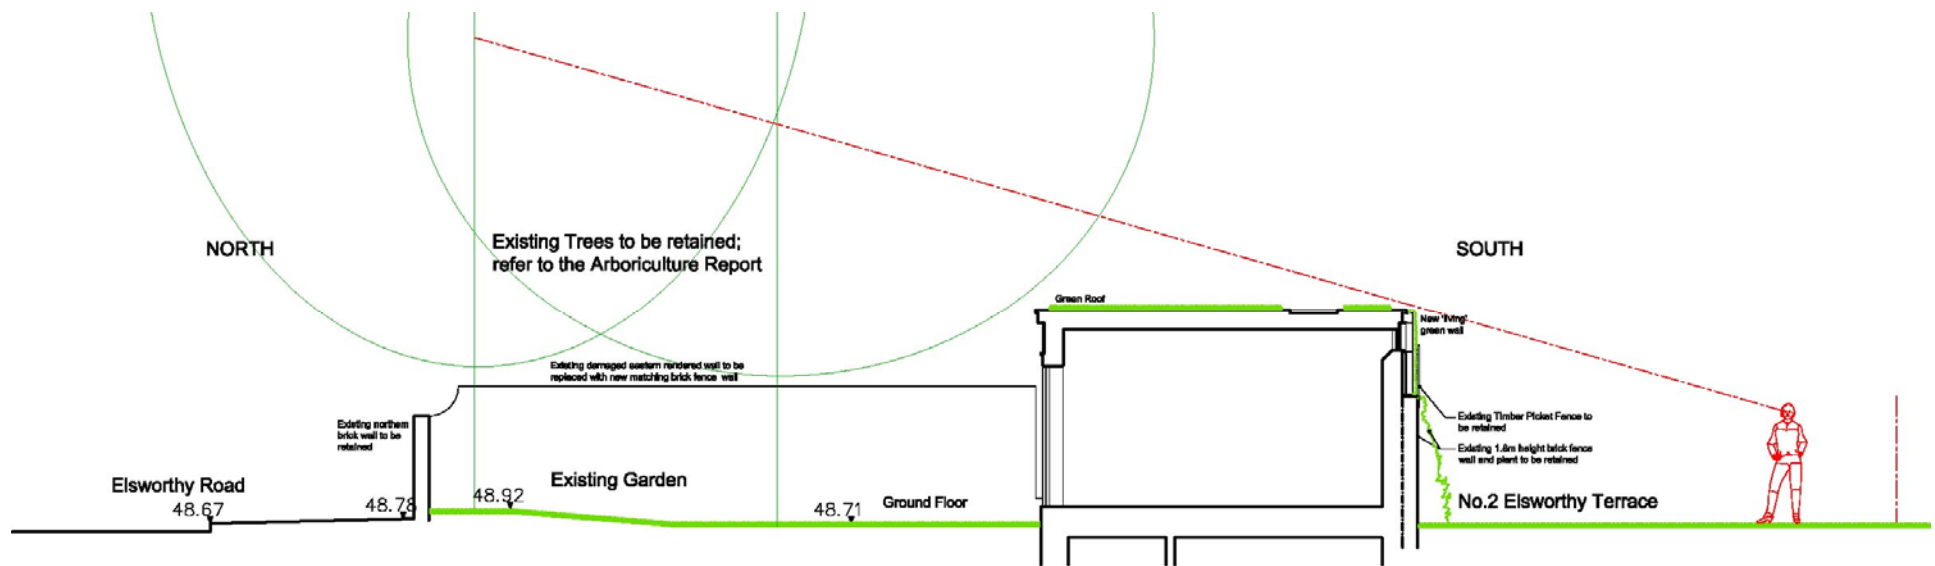 NORTH
Existing Trees to be retained;
refer to the Arboriculture Report
SOUTH
Green Roof
New 'living'
green wall
Existing damaged eastern rendered wall to be
replaced with new matching brick fence wall
Existing northern
brick wall to be
retained
Existing Timber Picket Fence to
be retained
Existing 1.8m height brick fence
wall and plant to be retained
Elsworthy Road
48.67
48.78
48.92
Existing Garden
48.71
Ground Floor
No.2 Elsworthy Terrace